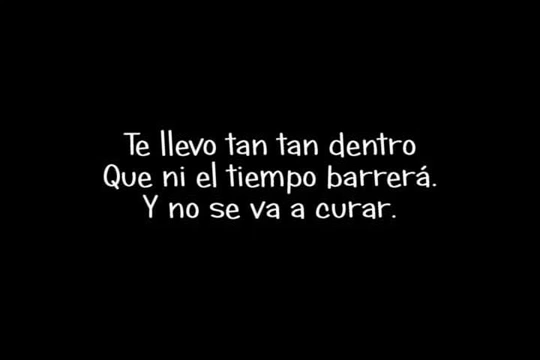 Te llevo tan tan dentro
Que ni el tiempo barrerá.
Y no se va a curar.